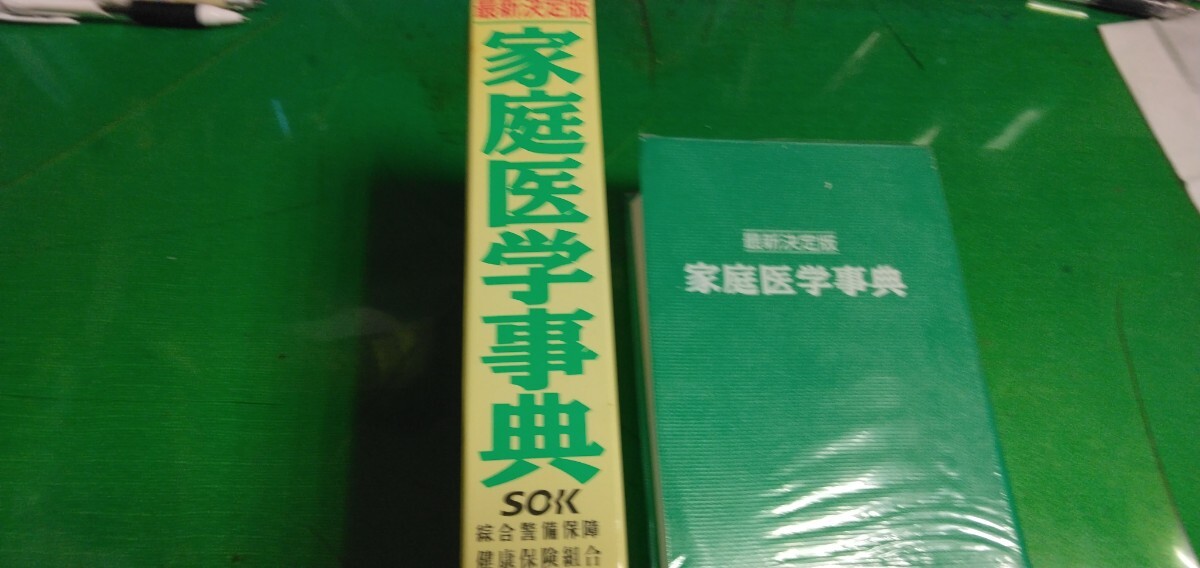 最新決定版
家庭医学事典
SOK
綜合警備保障
健康保険組合
最新決定版
家庭医学事典